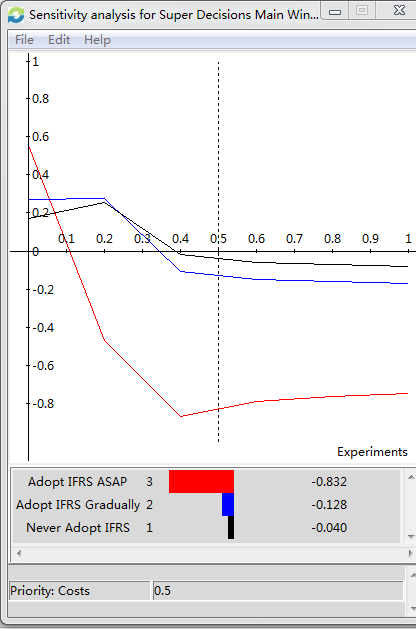 Sensitivity analysis for Super Decisions Main Win...
File Edit Help
1
0.8
0.6
0.4
0.2
0.1 0.2 0.3 0.4 0.5 0.6 0.7 0.8 0.9 1
0
-0.2
-0.4
-0.6
-0.8
Experiments
Adopt IFRS ASAP 3 -0.832
Adopt IFRS Gradually 2 -0.128
Never Adopt IFRS 1 -0.040
Priority: Costs 0.5